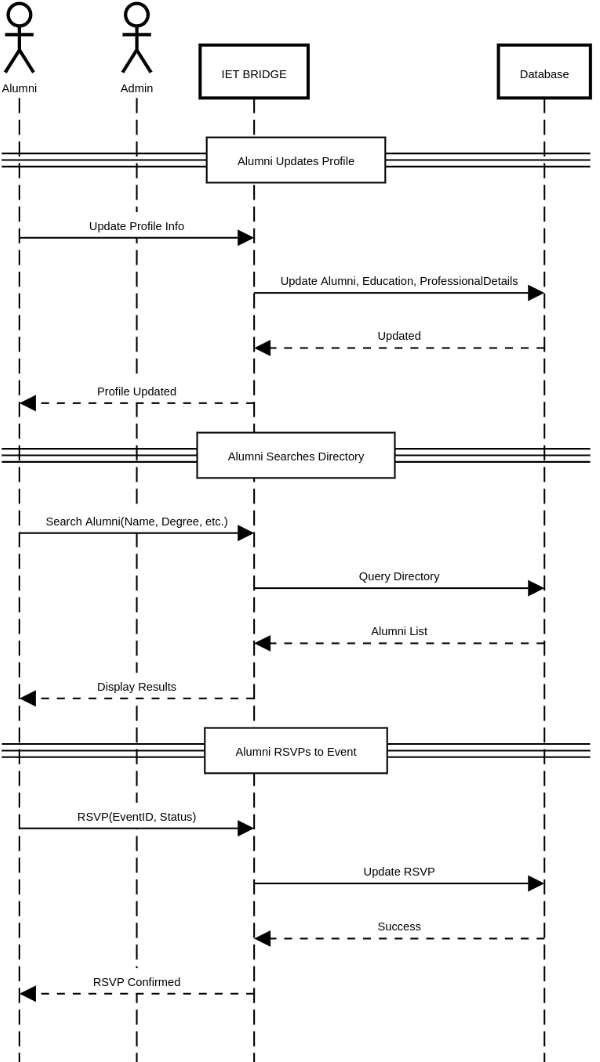 Alumni
Admin
IET BRIDGE
Database
Alumni Updates Profile
Update Profile Info
Update Alumni, Education, ProfessionalDetails
Updated
Profile Updated
Alumni Searches Directory
Search Alumni(Name, Degree, etc.)
Query Directory
Alumni List
Display Results
Alumni RSVPs to Event
RSVP(EventID, Status)
Update RSVP
Success
RSVP Confirmed